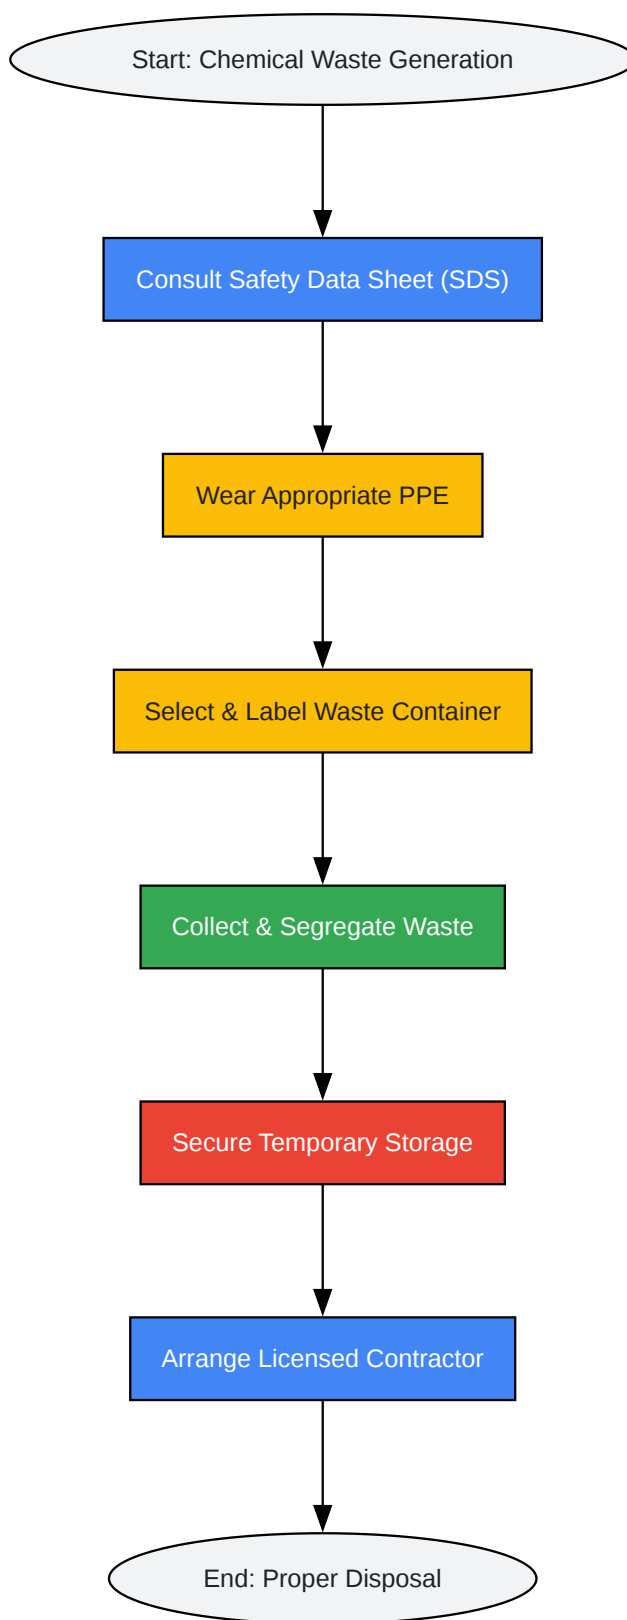 Start: Chemical Waste Generation
Consult Safety Data Sheet (SDS)
Wear Appropriate PPE
Select & Label Waste Container
Collect & Segregate Waste
Secure Temporary Storage
Arrange Licensed Contractor
End: Proper Disposal